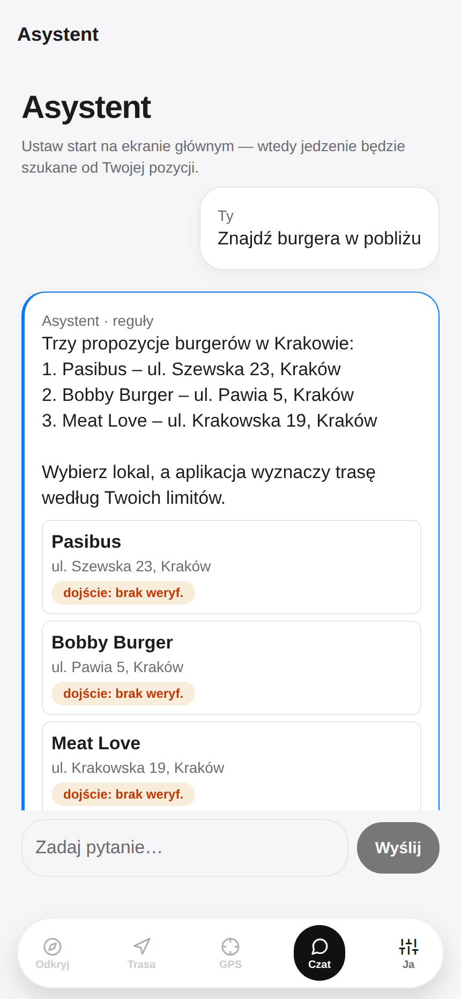 Asystent
Asystent
Ustaw start na ekranie głównym — wtedy jedzenie będzie
szukane od Twojej pozycji.
Ty
Znajdź burgera w pobliżu
Asystent · reguły
Trzy propozycje burgerów w Krakowie:
1. Pasibus – ul. Szewska 23, Kraków
2. Bobby Burger – ul. Pawia 5, Kraków
3. Meat Love – ul. Krakowska 19, Kraków
Wybierz lokal, a aplikacja wyznaczy trasę
według Twoich limitów.
Pasibus
ul. Szewska 23, Kraków
dojście: brak weryf.
Bobby Burger
ul. Pawia 5, Kraków
dojście: brak weryf.
Meat Love
ul. Krakowska 19, Kraków
dojście: brak weryf.
Zadaj pytanie…
Wyślij
Odkryj
Trasa
GPS
Czat
Ja